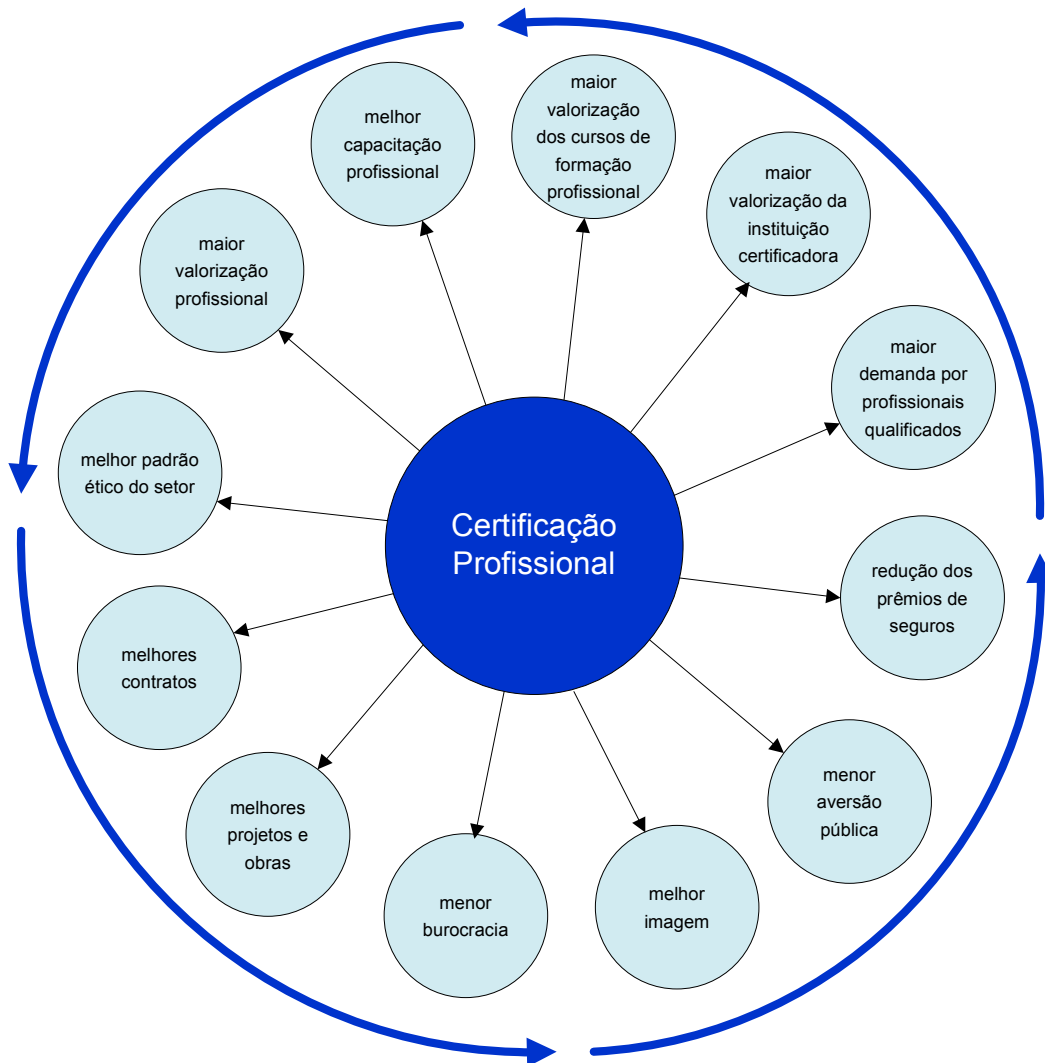 maior
valorização
dos cursos de
formação
profissional
melhor
capacitação
profissional
maior
valorização da
instituição
certificadora
maior
valorização
profissional
maior
demanda por
profissionais
qualificados
melhor padrão
ético do setor
Certificação
Profissional
redução dos
prêmios de
seguros
melhores
contratos
menor
aversão
pública
melhores
projetos e
obras
menor
burocracia
melhor
imagem